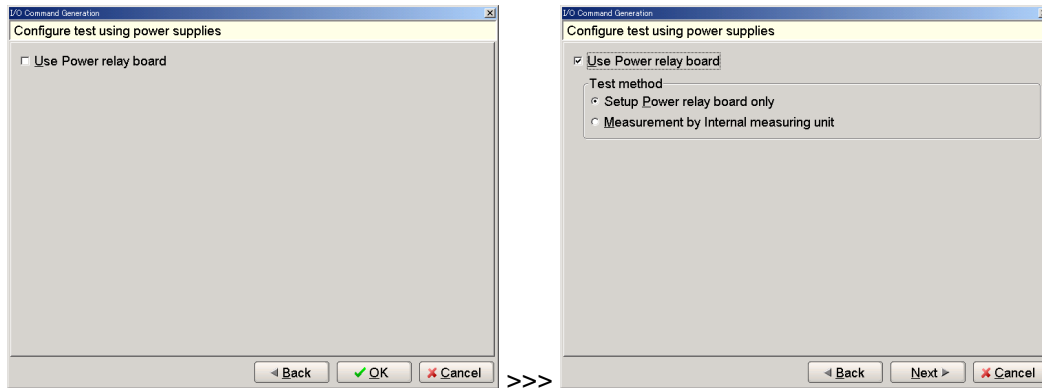 I/O Command Generation
Configure test using power supplies
Use Power relay board
Back OK Cancel
>>>
I/O Command Generation
Configure test using power supplies
Use Power relay board
Test method
Setup Power relay board only
Measurement by Internal measuring unit
Back Next Cancel